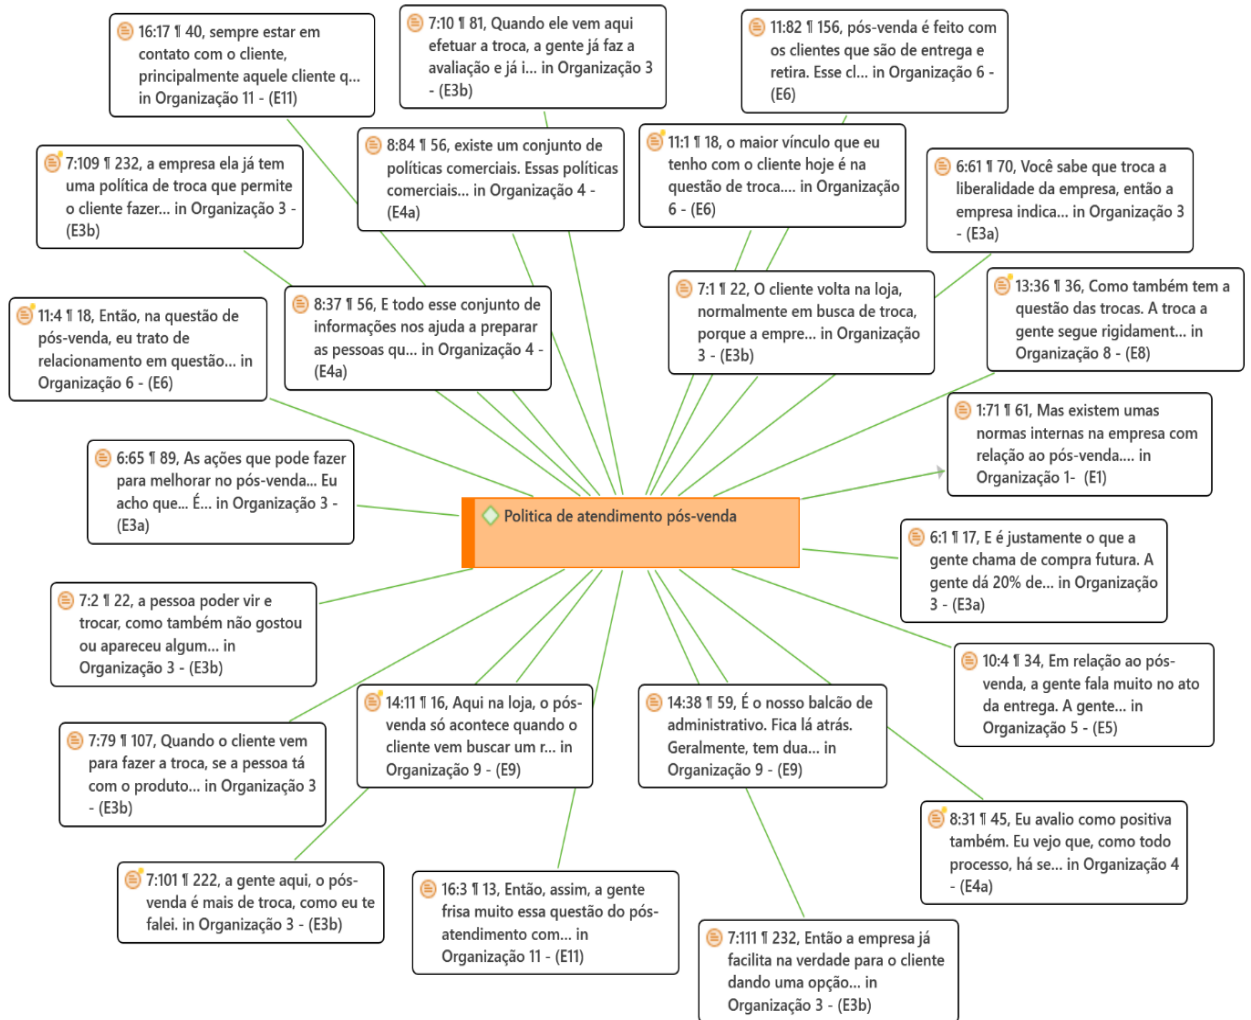 16:17 ¶ 40, sempre estar em
contato com o cliente,
principalmente aquele cliente q...
in Organização 11 - (E11)
7:10 ¶ 81, Quando ele vem aqui
efetuar a troca, a gente já faz a
avaliação e já i... in Organização 3
- (E3b)
11:82 ¶ 156, pós-venda é feito com
os clientes que são de entrega e
retira. Esse cl... in Organização 6 -
(E6)
7:109 ¶ 232, a empresa ela já tem
uma política de troca que permite
o cliente fazer... in Organização 3 -
(E3b)
8:84 ¶ 56, existe um conjunto de
políticas comerciais. Essas políticas
comerciais... in Organização 4 -
(E4a)
11:1 ¶ 18, o maior vínculo que eu
tenho com o cliente hoje é na
questão de troca.... in Organização
6 - (E6)
6:61 ¶ 70, Você sabe que troca a
liberalidade da empresa, então a
empresa indica... in Organização 3
- (E3a)
11:4 ¶ 18, Então, na questão de
pós-venda, eu trato de
relacionamento em questão... in
Organização 6 - (E6)
8:37 ¶ 56, E todo esse conjunto de
informações nos ajuda a preparar
as pessoas qu... in Organização 4 -
(E4a)
7:1 ¶ 22, O cliente volta na loja,
normalmente em busca de troca,
porque a empre... in Organização
3 - (E3b)
13:36 ¶ 36, Como também tem a
questão das trocas. A troca a
gente segue rigidament... in
Organização 8 - (E8)
1:71 ¶ 61, Mas existem umas
normas internas na empresa com
relação ao pós-venda.... in
Organização 1- (E1)
6:65 ¶ 89, As ações que pode fazer
para melhorar no pós-venda... Eu
acho que... É... in Organização 3 -
(E3a)
Politica de atendimento pós-venda
6:1 ¶ 17, E é justamente o que a
gente chama de compra futura. A
gente dá 20% de... in Organização
3 - (E3a)
7:2 ¶ 22, a pessoa poder vir e
trocar, como também não gostou
ou apareceu algum... in
Organização 3 - (E3b)
10:4 ¶ 34, Em relação ao pós-
venda, a gente fala muito no ato
da entrega. A gente... in
Organização 5 - (E5)
7:79 ¶ 107, Quando o cliente vem
para fazer a troca, se a pessoa tá
com o produto... in Organização 3
- (E3b)
14:11 ¶ 16, Aqui na loja, o pós-
venda só acontece quando o
cliente vem buscar um r... in
Organização 9 - (E9)
14:38 ¶ 59, É o nosso balcão de
administrativo. Fica lá atrás.
Geralmente, tem dua... in
Organização 9 - (E9)
8:31 ¶ 45, Eu avalio como positiva
também. Eu vejo que, como todo
processo, há se... in Organização 4
- (E4a)
7:101 ¶ 222, a gente aqui, o pós-
venda é mais de troca, como eu te
falei. in Organização 3 - (E3b)
16:3 ¶ 13, Então, assim, a gente
frisa muito essa questão do pós-
atendimento com... in
Organização 11 - (E11)
7:111 ¶ 232, Então a empresa já
facilita na verdade para o cliente
dando uma opção... in
Organização 3 - (E3b)